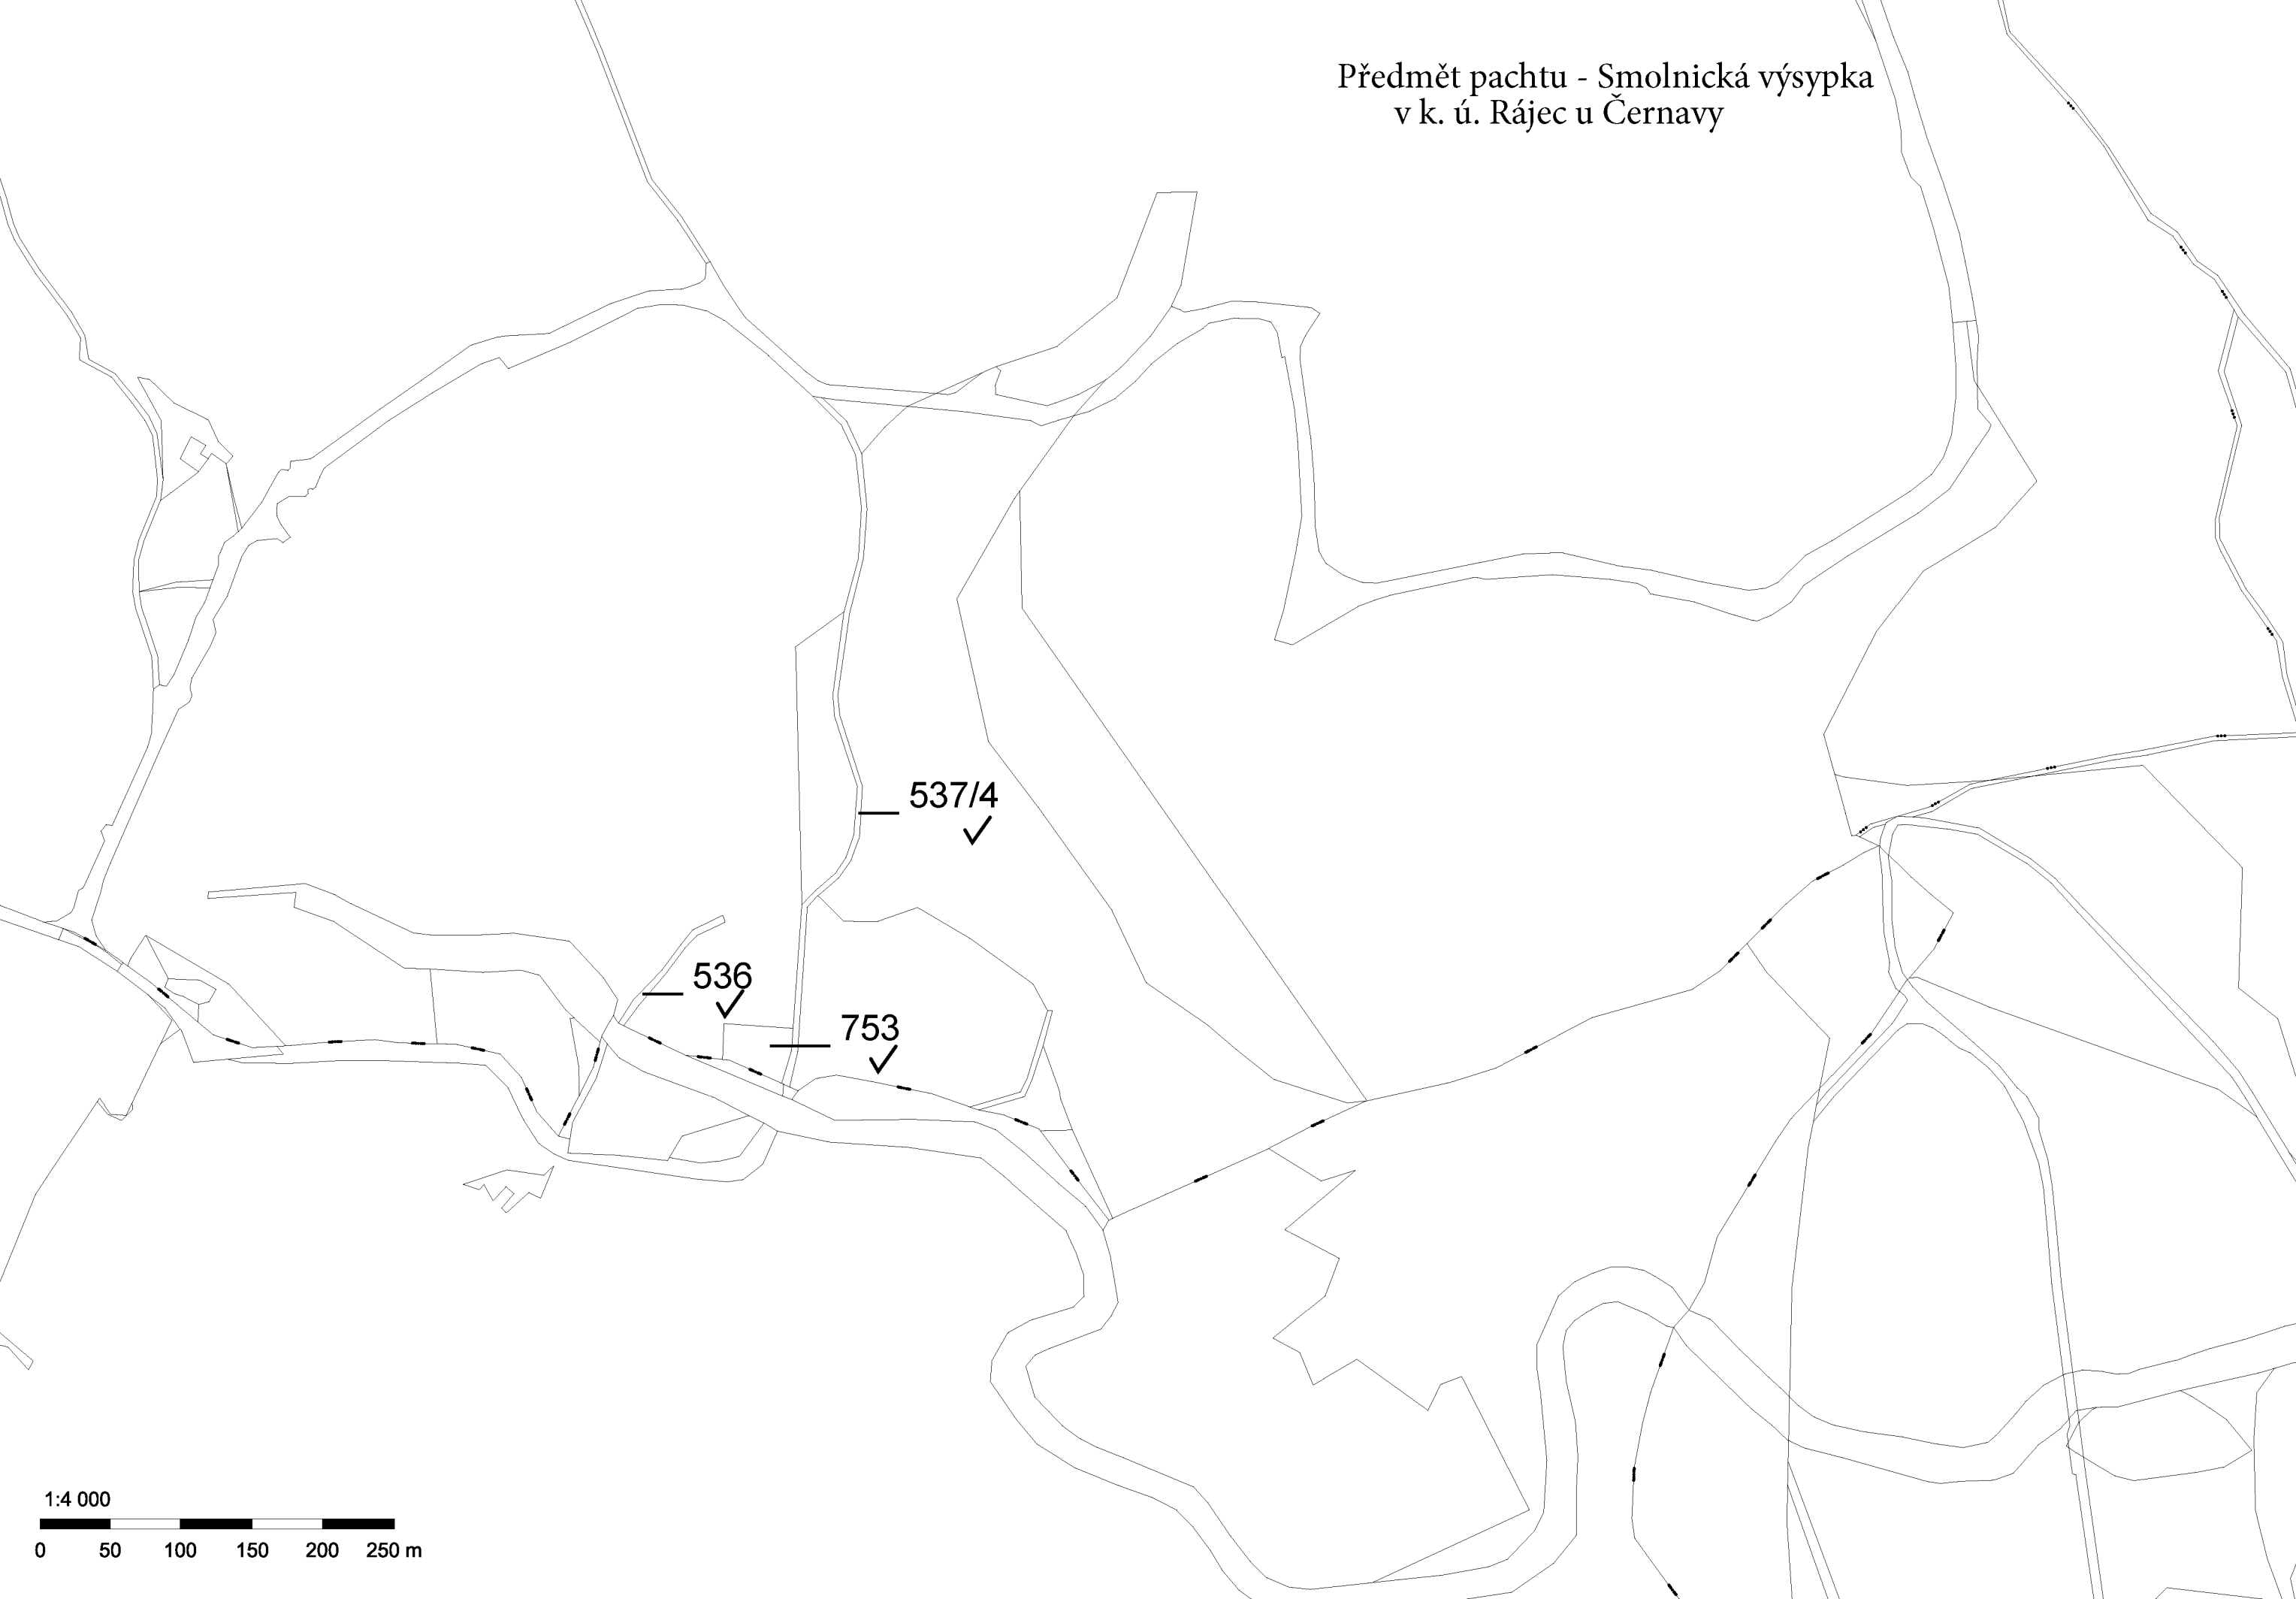 Předmět pachtu - Smolnická výsypka
v k. ú. Rájec u Černavy
537/4
536
753
1:4 000
0 50 100 150 200 250 m